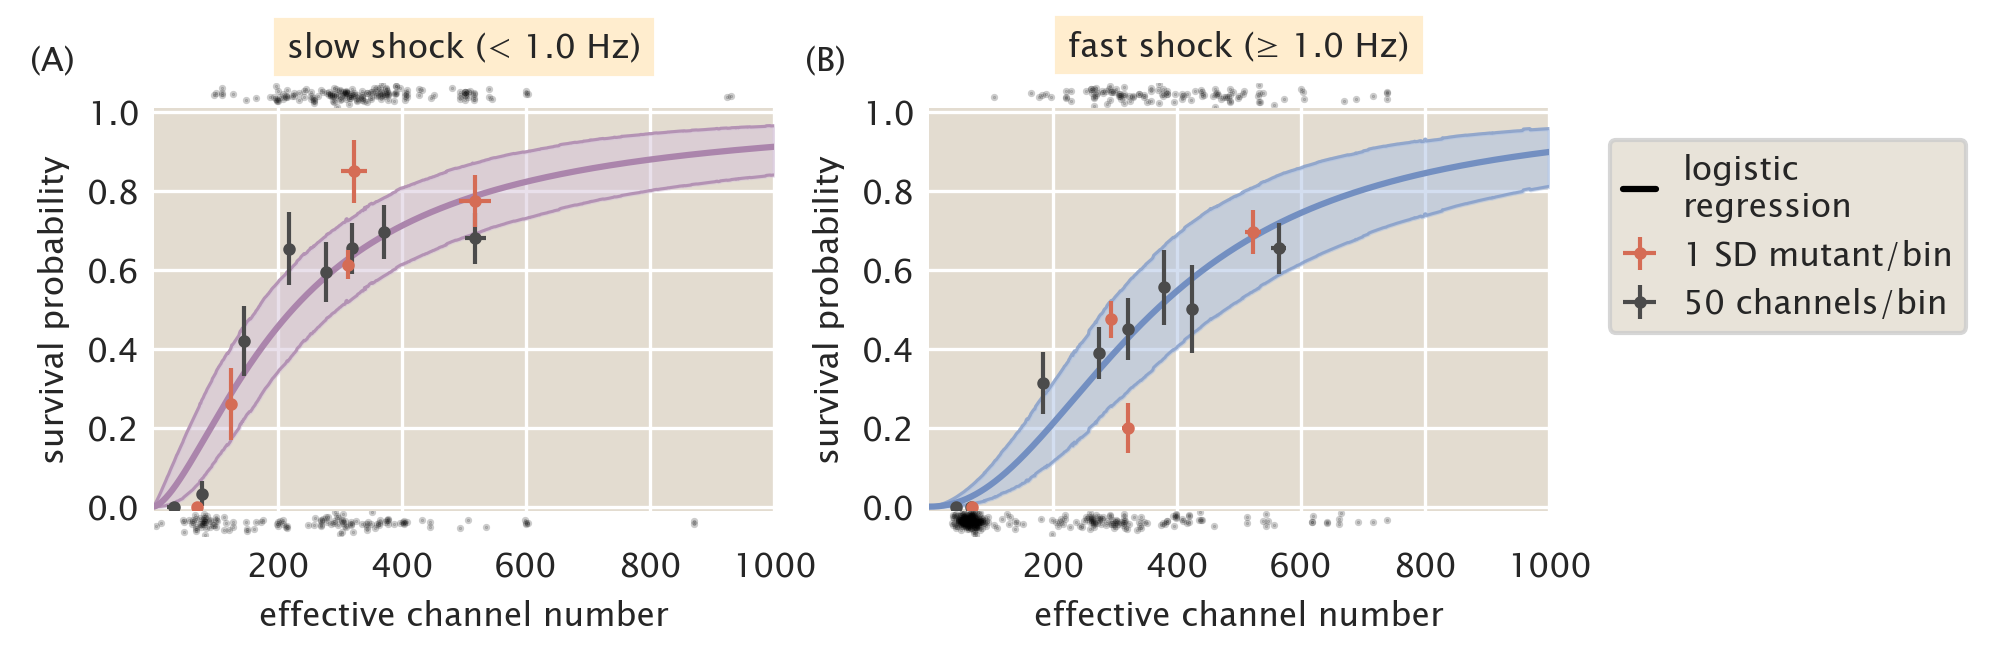 (A)
slow shock (< 1.0 Hz)
1.0
0.8
0.6
0.4
0.2
0.0
survival probability
200 400 600 800 1000
effective channel number
(B)
fast shock (≥ 1.0 Hz)
1.0
0.8
0.6
0.4
0.2
0.0
survival probability
200 400 600 800 1000
effective channel number
logistic
regression
1 SD mutant/bin
50 channels/bin